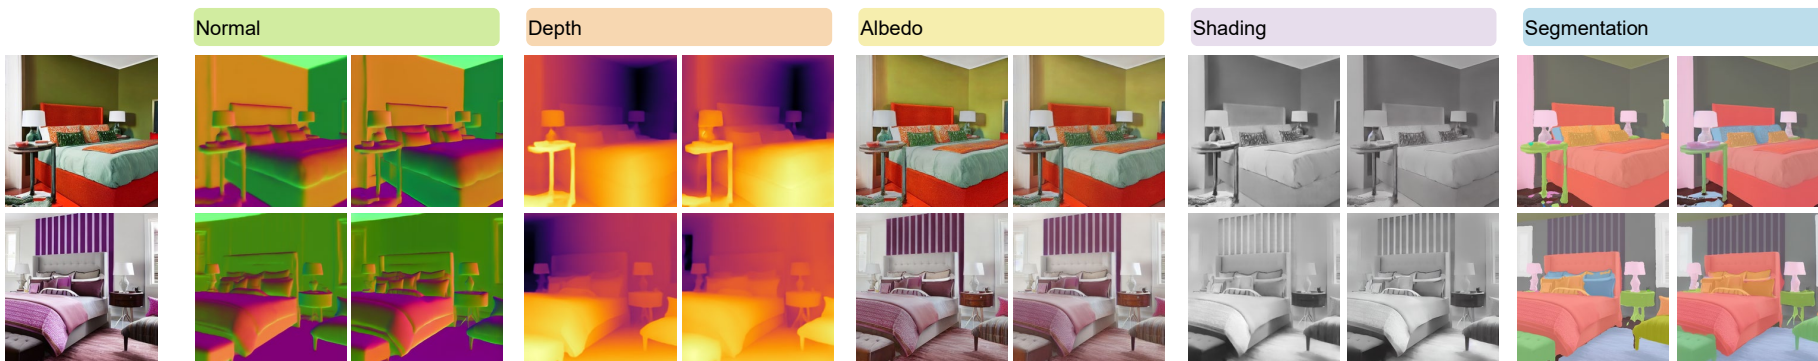 Normal
Depth
Albedo
Shading
Segmentation